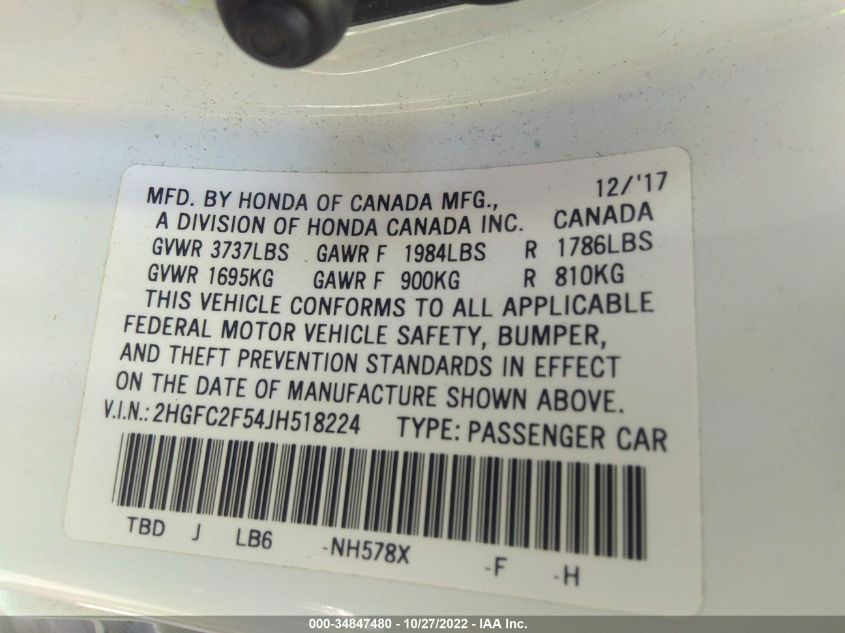 12/'17
MFD. BY HONDA OF CANADA MFG.,
A DIVISION OF HONDA CANADA INC. CANADA
GVWR 3737LBS GAWR F 1984LBS R 1786LBS
GVWR 1695KG GAWR F 900KG R 810KG
THIS VEHICLE CONFORMS TO ALL APPLICABLE
FEDERAL MOTOR VEHICLE SAFETY, BUMPER,
AND THEFT PREVENTION STANDARDS IN EFFECT
ON THE DATE OF MANUFACTURE SHOWN ABOVE.
V.I.N.: 2HGFC2F54JH518224 TYPE: PASSENGER CAR
TBD J LB6 -NH578X -F -H
000-34847480 - 10/27/2022 - IAA Inc.